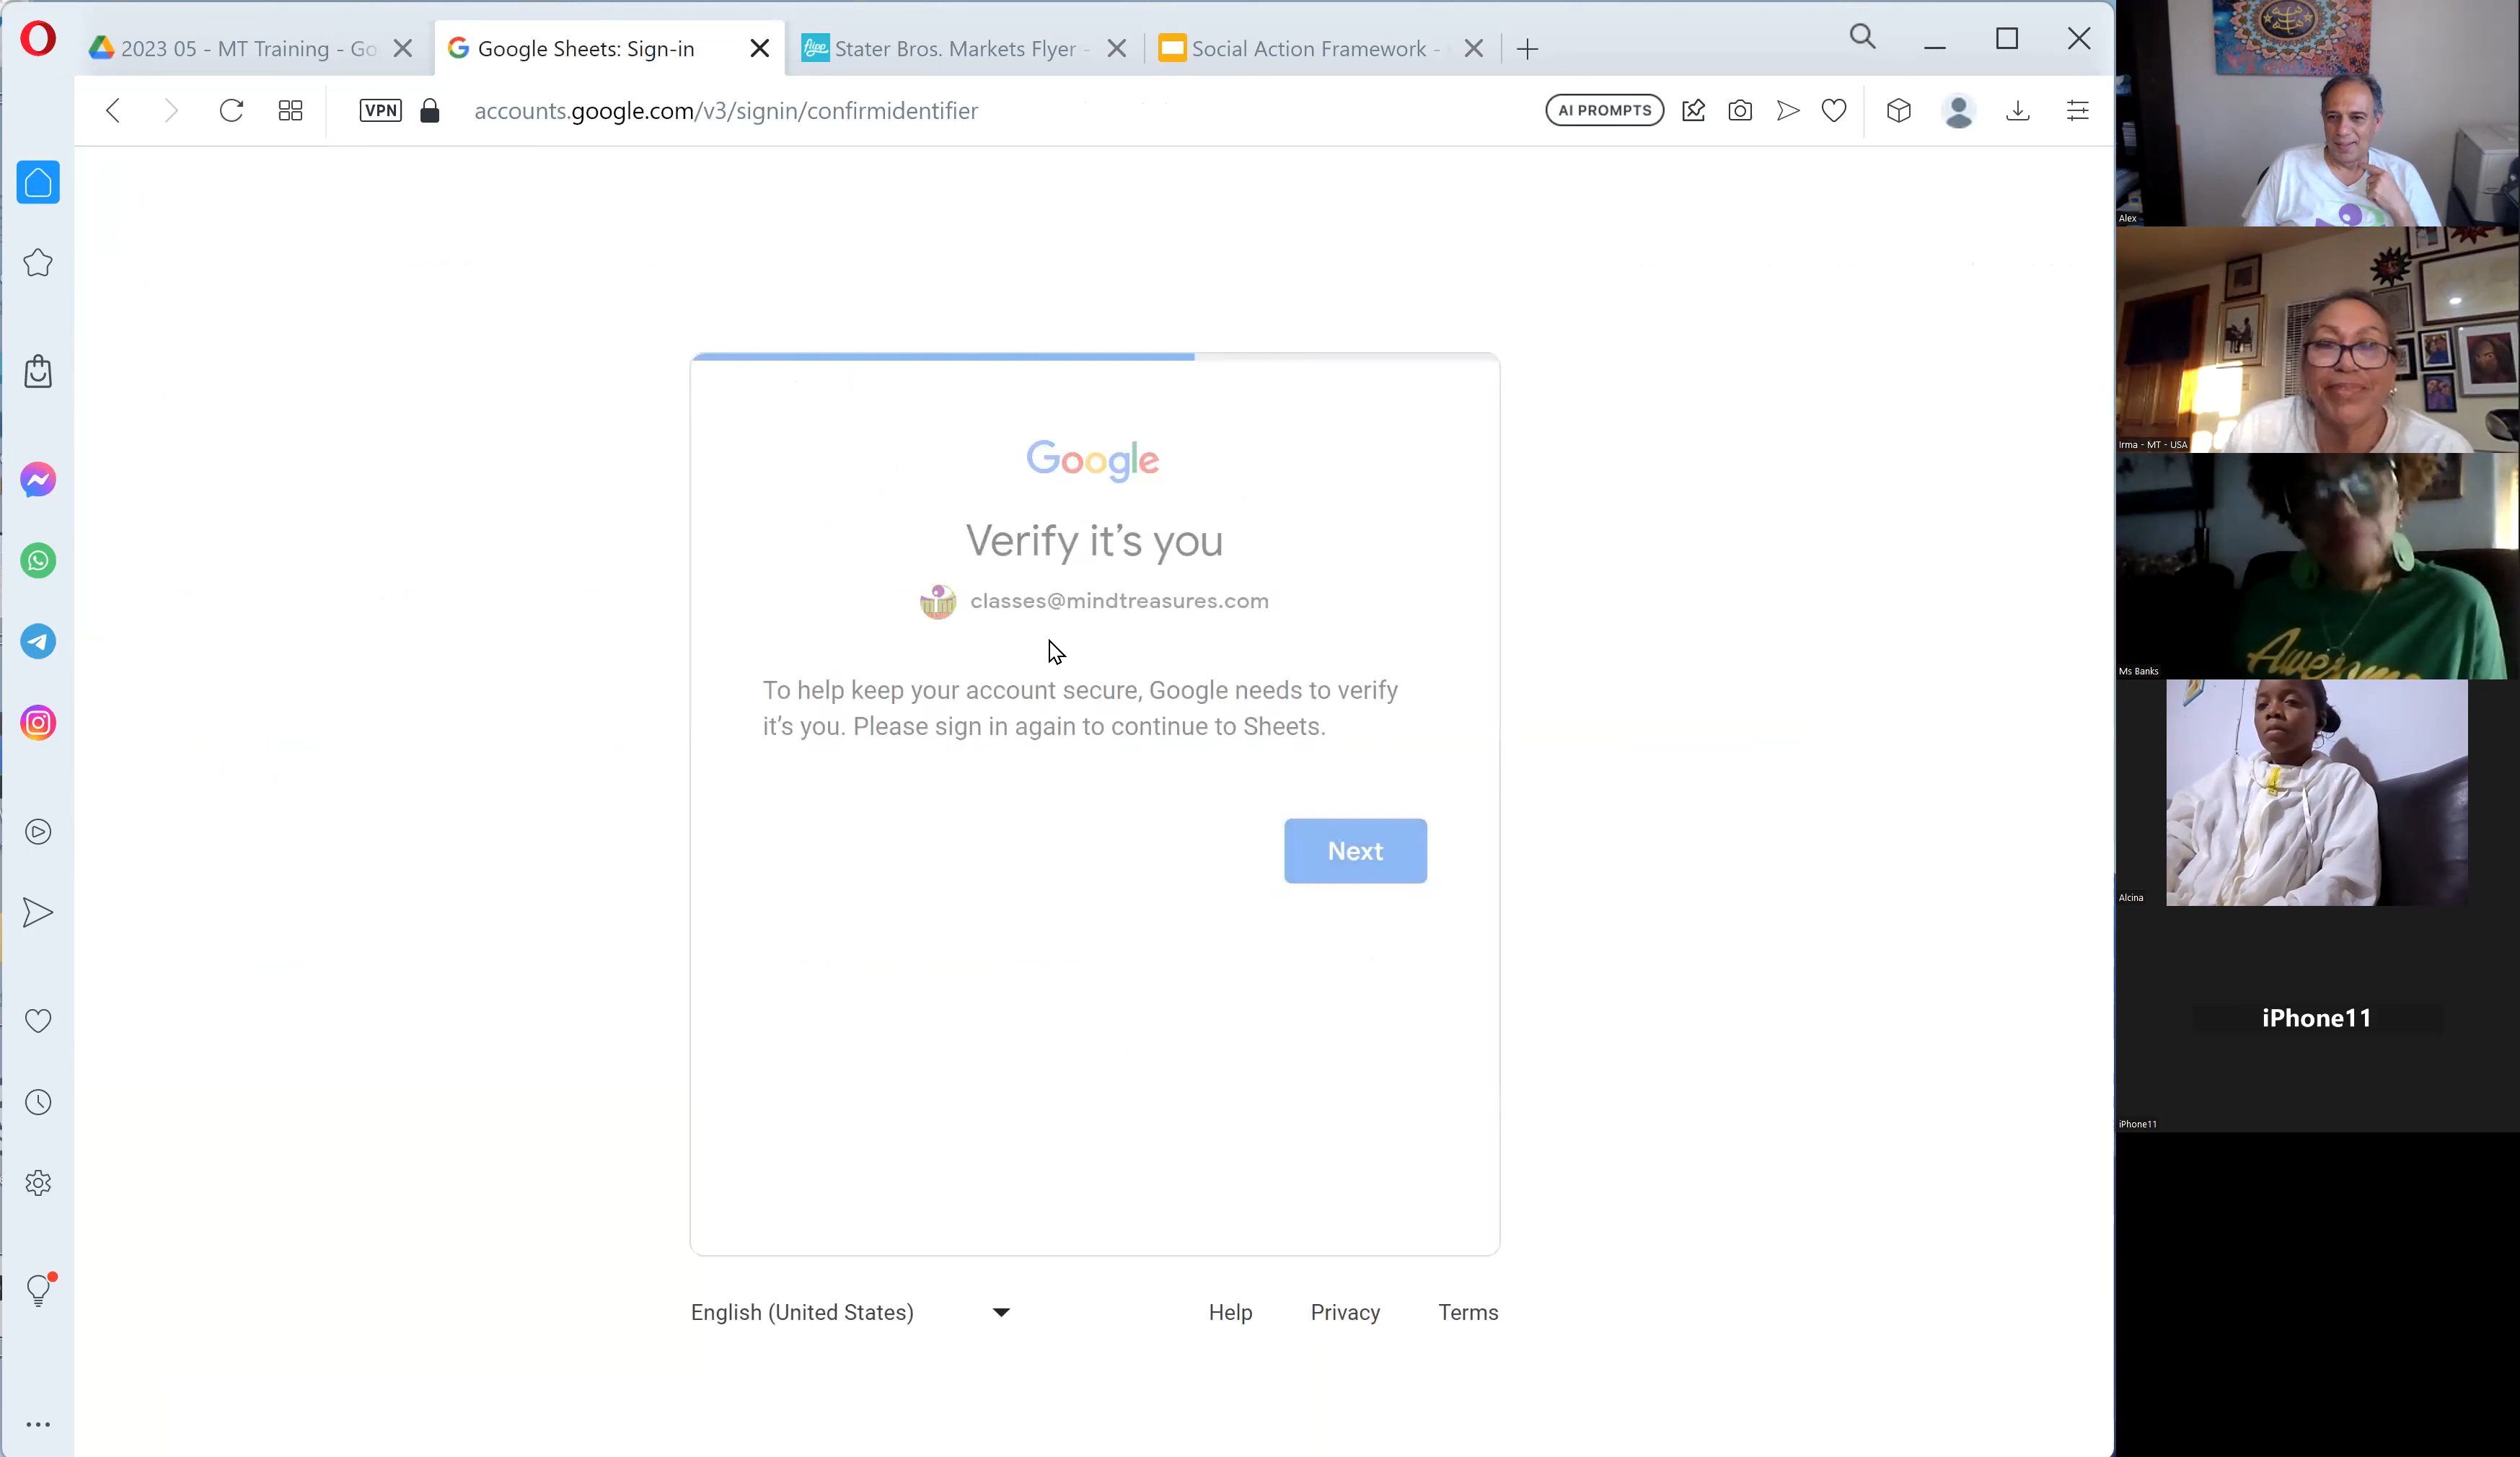 2023 05 - MT Training - Go
Google Sheets: Sign-in
flipp
Stater Bros. Markets Flyer -
Social Action Framework -
VPN
accounts.google.com/v3/signin/confirmidentifier
AI PROMPTS
Google
Verify it's you
classes@mindtreasures.com
To help keep your account secure, Google needs to verify
it's you. Please sign in again to continue to Sheets.
Next
English (United States)
Help
Privacy
Terms
Alex
Irma - MT - USA
Awesome
Ms Banks
Alcina
iPhone11
iPhone11